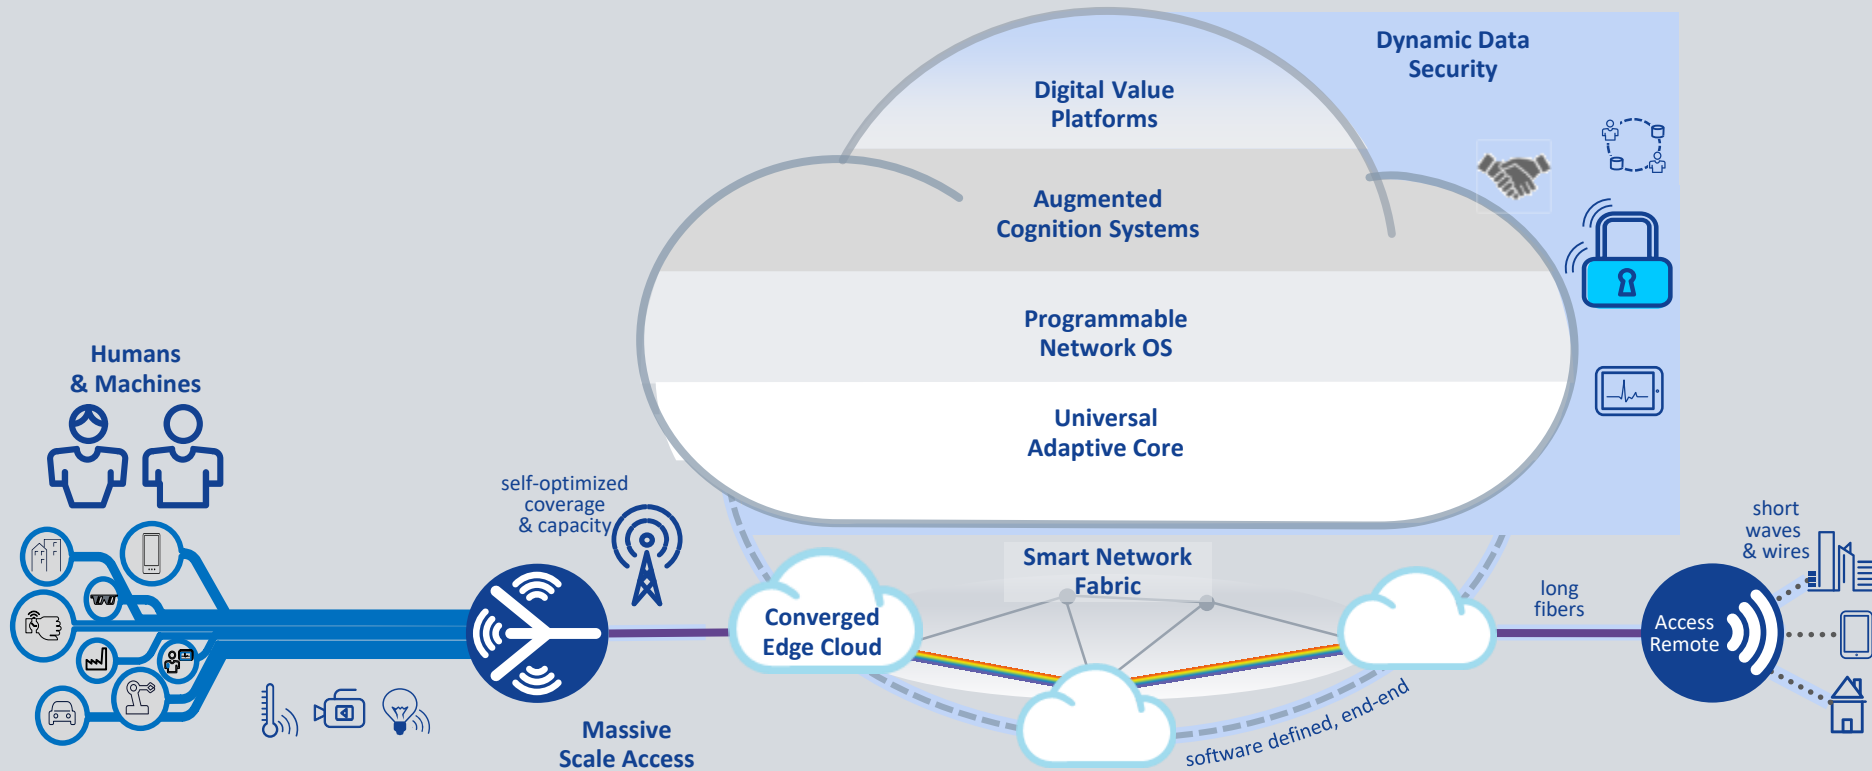 Dynamic Data
Security
Digital Value
Platforms
Augmented
Cognition Systems
Programmable
Network OS
Universal
Adaptive Core
Humans
& Machines
self-optimized
coverage
& capacity
Smart Network
Fabric
Converged
Edge Cloud
Massive
Scale Access
software defined, end-end
long
fibers
Access
Remote
short
waves
& wires